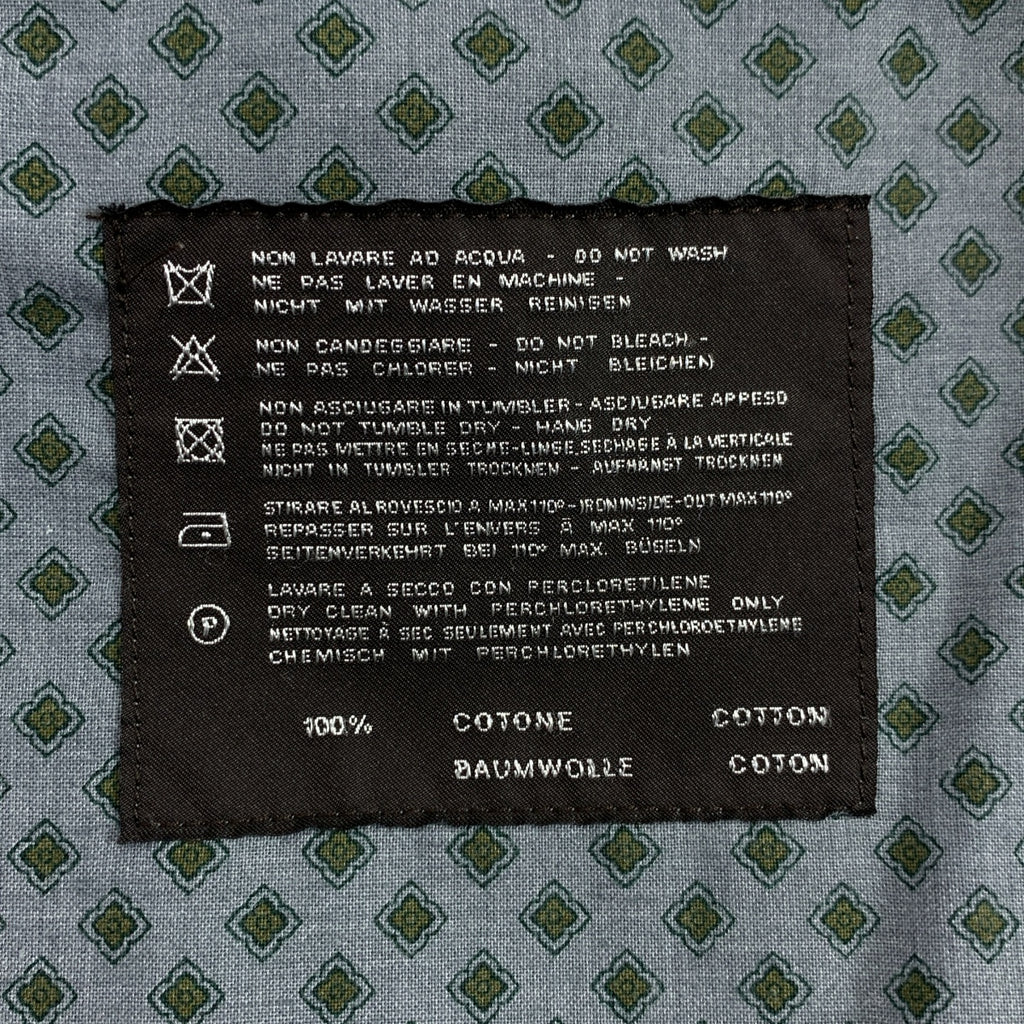 NON LAVARE AD ACQUA - DO NOT WASH
NE PAS LAVER EN MACHINE -
NICHT MIT WASSER REINIGEN
NON CANDEGGIARE - DO NOT BLEACH -
NE PAS CHLORER - NICHT BLEICHEN
NON ASCIUGARE IN TUMBLER - ASCIUGARE APPESO
DO NOT TUMBLE DRY - HANG DRY
NE PAS METTRE EN SECHE-LINGE, SECHAGE À LA VERTICALE
NICHT IN TUMBLER TROCKNEN - AUFHÄNGT TROCKNEN
STIRARE AL ROVESCIO A MAX 110° - IRON INSIDE-OUT MAX 110°
REPASSER SUR L'ENVERS À MAX 110°
SEITENVERKEHRT BEI 110° MAX. BÜGELN
P
LAVARE A SECCO CON PERCLORETILENE
DRY CLEAN WITH PERCHLORETHYLENE ONLY
NETTOYAGE À SEC SEULEMENT AVEC PERCHLOROETHYLENE
CHEMISCH MIT PERCHLORETHYLEN
100% COTONE COTTON
BAUMWOLLE COTON